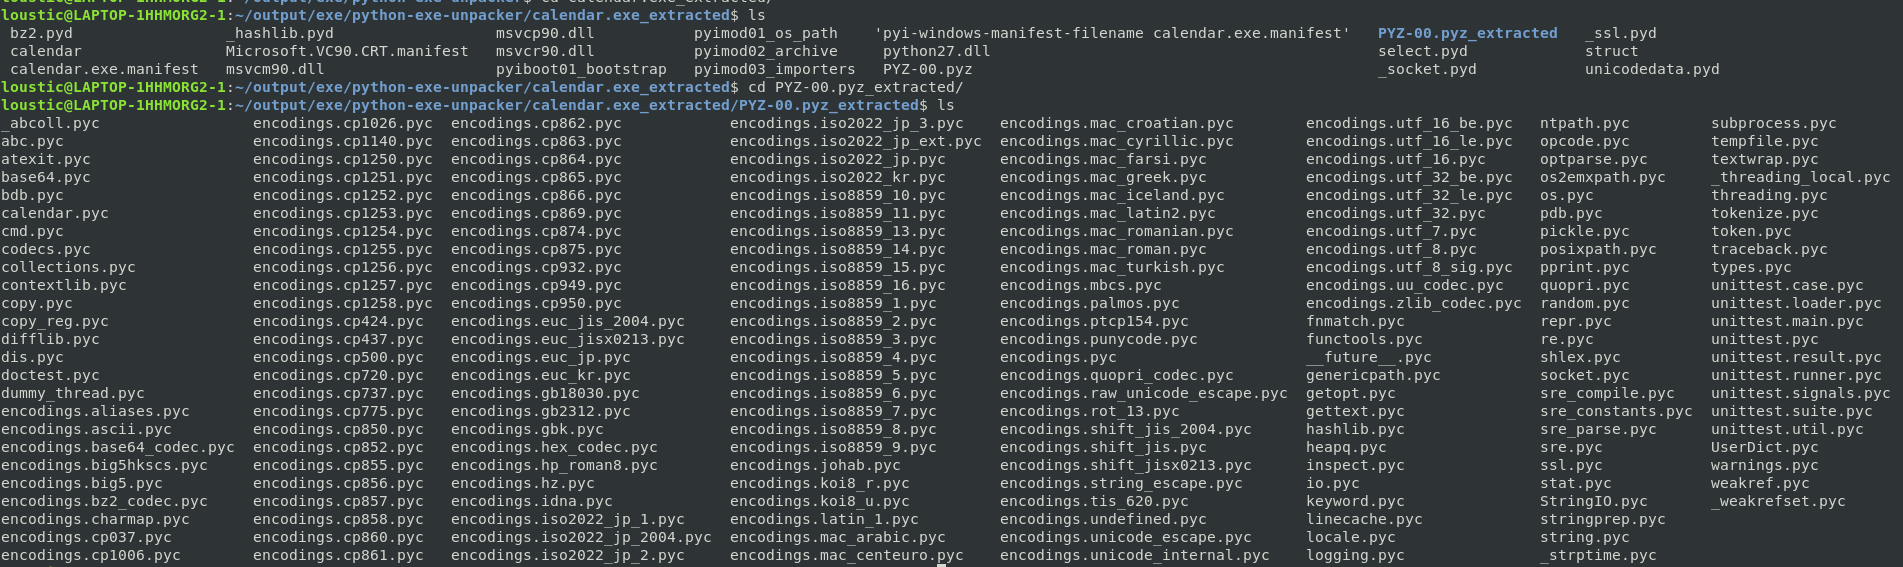 loustic@LAPTOP-1HHMORG2-1:~/output/exe/python-exe-unpacker/calendar.exe_extracted$ ls
bz2.pyd _hashlib.pyd msvcp90.dll pyimod01_os_path 'pyi-windows-manifest-filename calendar.exe.manifest' PYZ-00.pyz_extracted _ssl.pyd
calendar Microsoft.VC90.CRT.manifest msvcr90.dll pyimod02_archive python27.dll select.pyd struct
calendar.exe.manifest msvcm90.dll pyiboot01_bootstrap pyimod03_importers PYZ-00.pyz _socket.pyd unicodedata.pyd
loustic@LAPTOP-1HHMORG2-1:~/output/exe/python-exe-unpacker/calendar.exe_extracted$ cd PYZ-00.pyz_extracted/
loustic@LAPTOP-1HHMORG2-1:~/output/exe/python-exe-unpacker/calendar.exe_extracted/PYZ-00.pyz_extracted$ ls
_abcoll.pyc encodings.cp1026.pyc encodings.cp862.pyc encodings.iso2022_jp_3.pyc encodings.mac_croatian.pyc encodings.utf_16_be.pyc ntpath.pyc subprocess.pyc
abc.pyc encodings.cp1140.pyc encodings.cp863.pyc encodings.iso2022_jp_ext.pyc encodings.mac_cyrillic.pyc encodings.utf_16_le.pyc opcode.pyc tempfile.pyc
atexit.pyc encodings.cp1250.pyc encodings.cp864.pyc encodings.iso2022_jp.pyc encodings.mac_farsi.pyc encodings.utf_16.pyc optparse.pyc textwrap.pyc
base64.pyc encodings.cp1251.pyc encodings.cp865.pyc encodings.iso2022_kr.pyc encodings.mac_greek.pyc encodings.utf_32_be.pyc os2emxpath.pyc _threading_local.pyc
bdb.pyc encodings.cp1252.pyc encodings.cp866.pyc encodings.iso8859_10.pyc encodings.mac_iceland.pyc encodings.utf_32_le.pyc os.pyc threading.pyc
calendar.pyc encodings.cp1253.pyc encodings.cp869.pyc encodings.iso8859_11.pyc encodings.mac_latin2.pyc encodings.utf_32.pyc pdb.pyc tokenize.pyc
cmd.pyc encodings.cp1254.pyc encodings.cp874.pyc encodings.iso8859_13.pyc encodings.mac_romanian.pyc encodings.utf_7.pyc pickle.pyc token.pyc
codecs.pyc encodings.cp1255.pyc encodings.cp875.pyc encodings.iso8859_14.pyc encodings.mac_roman.pyc encodings.utf_8.pyc posixpath.pyc traceback.pyc
collections.pyc encodings.cp1256.pyc encodings.cp932.pyc encodings.iso8859_15.pyc encodings.mac_turkish.pyc encodings.utf_8_sig.pyc pprint.pyc types.pyc
contextlib.pyc encodings.cp1257.pyc encodings.cp949.pyc encodings.iso8859_16.pyc encodings.mbcs.pyc encodings.uu_codec.pyc quopri.pyc unittest.case.pyc
copy.pyc encodings.cp1258.pyc encodings.cp950.pyc encodings.iso8859_1.pyc encodings.palmos.pyc encodings.zlib_codec.pyc random.pyc unittest.loader.pyc
copy_reg.pyc encodings.cp424.pyc encodings.euc_jis_2004.pyc encodings.iso8859_2.pyc encodings.ptcp154.pyc fnmatch.pyc repr.pyc unittest.main.pyc
difflib.pyc encodings.cp437.pyc encodings.euc_jisx0213.pyc encodings.iso8859_3.pyc encodings.punycode.pyc functools.pyc re.pyc unittest.pyc
dis.pyc encodings.cp500.pyc encodings.euc_jp.pyc encodings.iso8859_4.pyc encodings.pyc __future__.pyc shlex.pyc unittest.result.pyc
doctest.pyc encodings.cp720.pyc encodings.euc_kr.pyc encodings.iso8859_5.pyc encodings.quopri_codec.pyc genericpath.pyc socket.pyc unittest.runner.pyc
dummy_thread.pyc encodings.cp737.pyc encodings.gb18030.pyc encodings.iso8859_6.pyc encodings.raw_unicode_escape.pyc getopt.pyc sre_compile.pyc unittest.signals.pyc
encodings.aliases.pyc encodings.cp775.pyc encodings.gb2312.pyc encodings.iso8859_7.pyc encodings.rot_13.pyc gettext.pyc sre_constants.pyc unittest.suite.pyc
encodings.ascii.pyc encodings.cp850.pyc encodings.gbk.pyc encodings.iso8859_8.pyc encodings.shift_jis_2004.pyc hashlib.pyc sre_parse.pyc unittest.util.pyc
encodings.base64_codec.pyc encodings.cp852.pyc encodings.hex_codec.pyc encodings.iso8859_9.pyc encodings.shift_jis.pyc heapq.pyc sre.pyc UserDict.pyc
encodings.big5hkscs.pyc encodings.cp855.pyc encodings.hp_roman8.pyc encodings.johab.pyc encodings.shift_jisx0213.pyc inspect.pyc ssl.pyc warnings.pyc
encodings.big5.pyc encodings.cp856.pyc encodings.hz.pyc encodings.koi8_r.pyc encodings.string_escape.pyc io.pyc stat.pyc weakref.pyc
encodings.bz2_codec.pyc encodings.cp857.pyc encodings.idna.pyc encodings.koi8_u.pyc encodings.tis_620.pyc keyword.pyc StringIO.pyc _weakrefset.pyc
encodings.charmap.pyc encodings.cp858.pyc encodings.iso2022_jp_1.pyc encodings.latin_1.pyc encodings.undefined.pyc linecache.pyc stringprep.pyc
encodings.cp037.pyc encodings.cp860.pyc encodings.iso2022_jp_2004.pyc encodings.mac_arabic.pyc encodings.unicode_escape.pyc locale.pyc string.pyc
encodings.cp1006.pyc encodings.cp861.pyc encodings.iso2022_jp_2.pyc encodings.mac_centeuro.pyc encodings.unicode_internal.pyc logging.pyc _strptime.pyc